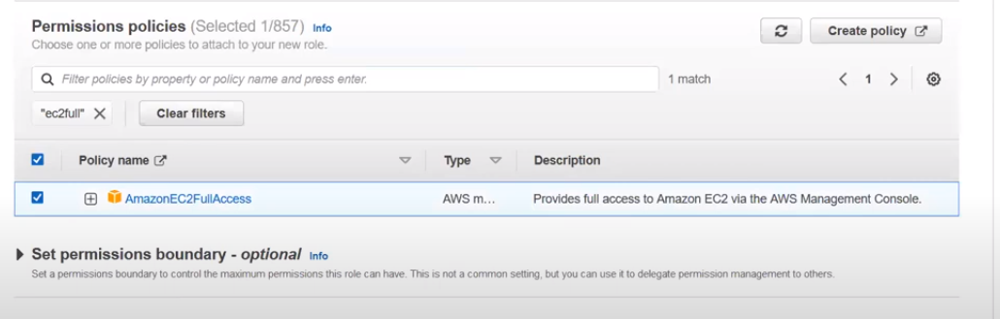 Permissions policies (Selected 1/857) Info
Choose one or more policies to attach to your new role.
Create policy
Filter policies by property or policy name and press enter.
1 match
1
"ec2full"
Clear filters
Policy name
Type
Description
AmazonEC2FullAccess
AWS m...
Provides full access to Amazon EC2 via the AWS Management Console.
Set permissions boundary - optional Info
Set a permissions boundary to control the maximum permissions this role can have. This is not a common setting, but you can use it to delegate permission management to others.